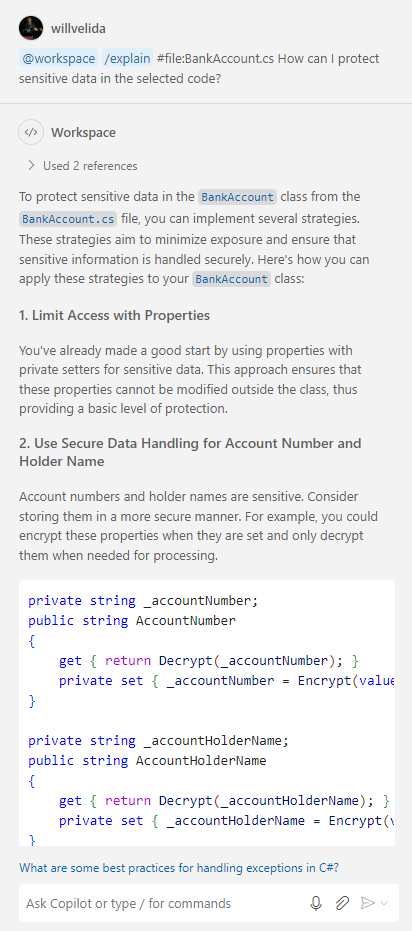 willvelida
@workspace /explain #file:BankAccount.cs How can I protect
sensitive data in the selected code?
Workspace
Used 2 references
To protect sensitive data in the BankAccount class from the
BankAccount.cs file, you can implement several strategies.
These strategies aim to minimize exposure and ensure that
sensitive information is handled securely. Here's how you can
apply these strategies to your BankAccount class:
1. Limit Access with Properties
You've already made a good start by using properties with
private setters for sensitive data. This approach ensures that
these properties cannot be modified outside the class, thus
providing a basic level of protection.
2. Use Secure Data Handling for Account Number and
Holder Name
Account numbers and holder names are sensitive. Consider
storing them in a more secure manner. For example, you could
encrypt these properties when they are set and only decrypt
them when needed for processing.
private string _accountNumber;
public string AccountNumber
{
    get { return Decrypt(_accountNumber); }
    private set { _accountNumber = Encrypt(value
}
private string _accountHolderName;
public string AccountHolderName
{
    get { return Decrypt(_accountHolderName); }
    private set { _accountHolderName = Encrypt(v
}
What are some best practices for handling exceptions in C#?
Ask Copilot or type / for commands